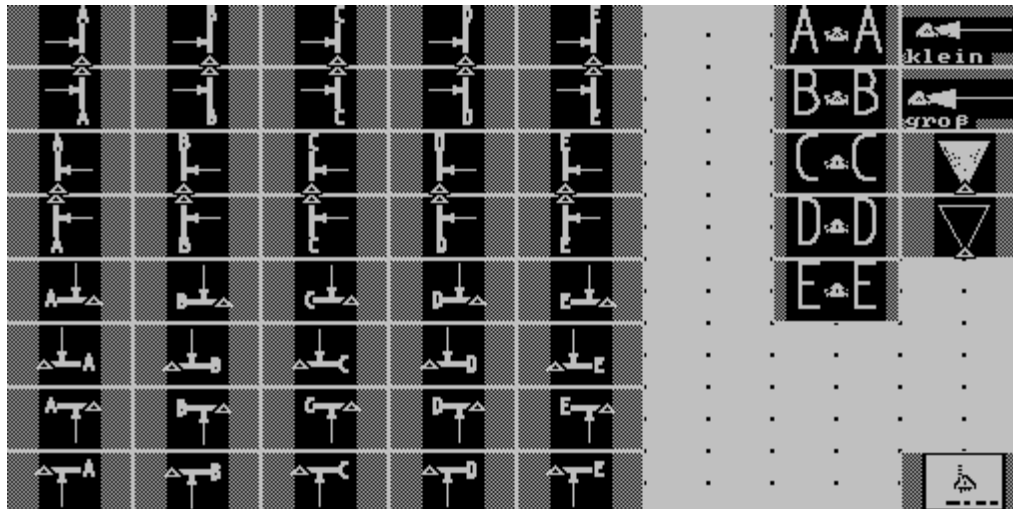 A B C D E A A klein
A B C D E B B groß
A B C D E C C
A B C D E D D
A B C D E E E
A B C D E
A B C D E
A B C D E